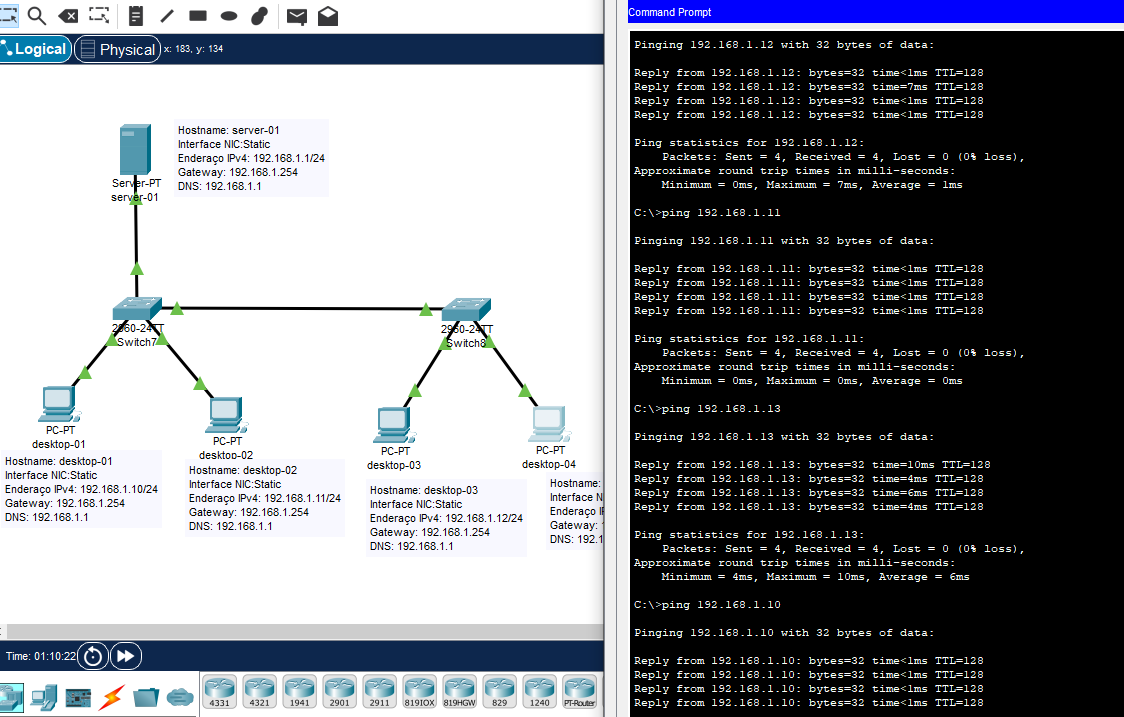 Logical
Physical
x: 183, y: 134
Server-PT
server-01
Hostname: server-01
Interface NIC:Static
Enderaço IPv4: 192.168.1.1/24
Gateway: 192.168.1.254
DNS: 192.168.1.1
2960-24TT
Switch7
2960-24TT
Switch8
PC-PT
desktop-01
Hostname: desktop-01
Interface NIC:Static
Enderaço IPv4: 192.168.1.10/24
Gateway: 192.168.1.254
DNS: 192.168.1.1
PC-PT
desktop-02
Hostname: desktop-02
Interface NIC:Static
Enderaço IPv4: 192.168.1.11/24
Gateway: 192.168.1.254
DNS: 192.168.1.1
PC-PT
desktop-03
Hostname: desktop-03
Interface NIC:Static
Enderaço IPv4: 192.168.1.12/24
Gateway: 192.168.1.254
DNS: 192.168.1.1
PC-PT
desktop-04
Hostname:
Interface N
Enderaço
Gateway:
DNS: 192.1
Time: 01:10:22
4331
4321
1941
2901
2911
819IOX
819HGW
829
1240
PT-Router
Command Prompt
Pinging 192.168.1.12 with 32 bytes of data:
Reply from 192.168.1.12: bytes=32 time<1ms TTL=128
Reply from 192.168.1.12: bytes=32 time=7ms TTL=128
Reply from 192.168.1.12: bytes=32 time<1ms TTL=128
Reply from 192.168.1.12: bytes=32 time<1ms TTL=128
Ping statistics for 192.168.1.12:
Packets: Sent = 4, Received = 4, Lost = 0 (0% loss),
Approximate round trip times in milli-seconds:
Minimum = 0ms, Maximum = 7ms, Average = 1ms
C:\>ping 192.168.1.11
Pinging 192.168.1.11 with 32 bytes of data:
Reply from 192.168.1.11: bytes=32 time<1ms TTL=128
Reply from 192.168.1.11: bytes=32 time<1ms TTL=128
Reply from 192.168.1.11: bytes=32 time<1ms TTL=128
Reply from 192.168.1.11: bytes=32 time<1ms TTL=128
Ping statistics for 192.168.1.11:
Packets: Sent = 4, Received = 4, Lost = 0 (0% loss),
Approximate round trip times in milli-seconds:
Minimum = 0ms, Maximum = 0ms, Average = 0ms
C:\>ping 192.168.1.13
Pinging 192.168.1.13 with 32 bytes of data:
Reply from 192.168.1.13: bytes=32 time=10ms TTL=128
Reply from 192.168.1.13: bytes=32 time=4ms TTL=128
Reply from 192.168.1.13: bytes=32 time=6ms TTL=128
Reply from 192.168.1.13: bytes=32 time=4ms TTL=128
Ping statistics for 192.168.1.13:
Packets: Sent = 4, Received = 4, Lost = 0 (0% loss),
Approximate round trip times in milli-seconds:
Minimum = 4ms, Maximum = 10ms, Average = 6ms
C:\>ping 192.168.1.10
Pinging 192.168.1.10 with 32 bytes of data:
Reply from 192.168.1.10: bytes=32 time<1ms TTL=128
Reply from 192.168.1.10: bytes=32 time<1ms TTL=128
Reply from 192.168.1.10: bytes=32 time<1ms TTL=128
Reply from 192.168.1.10: bytes=32 time<1ms TTL=128